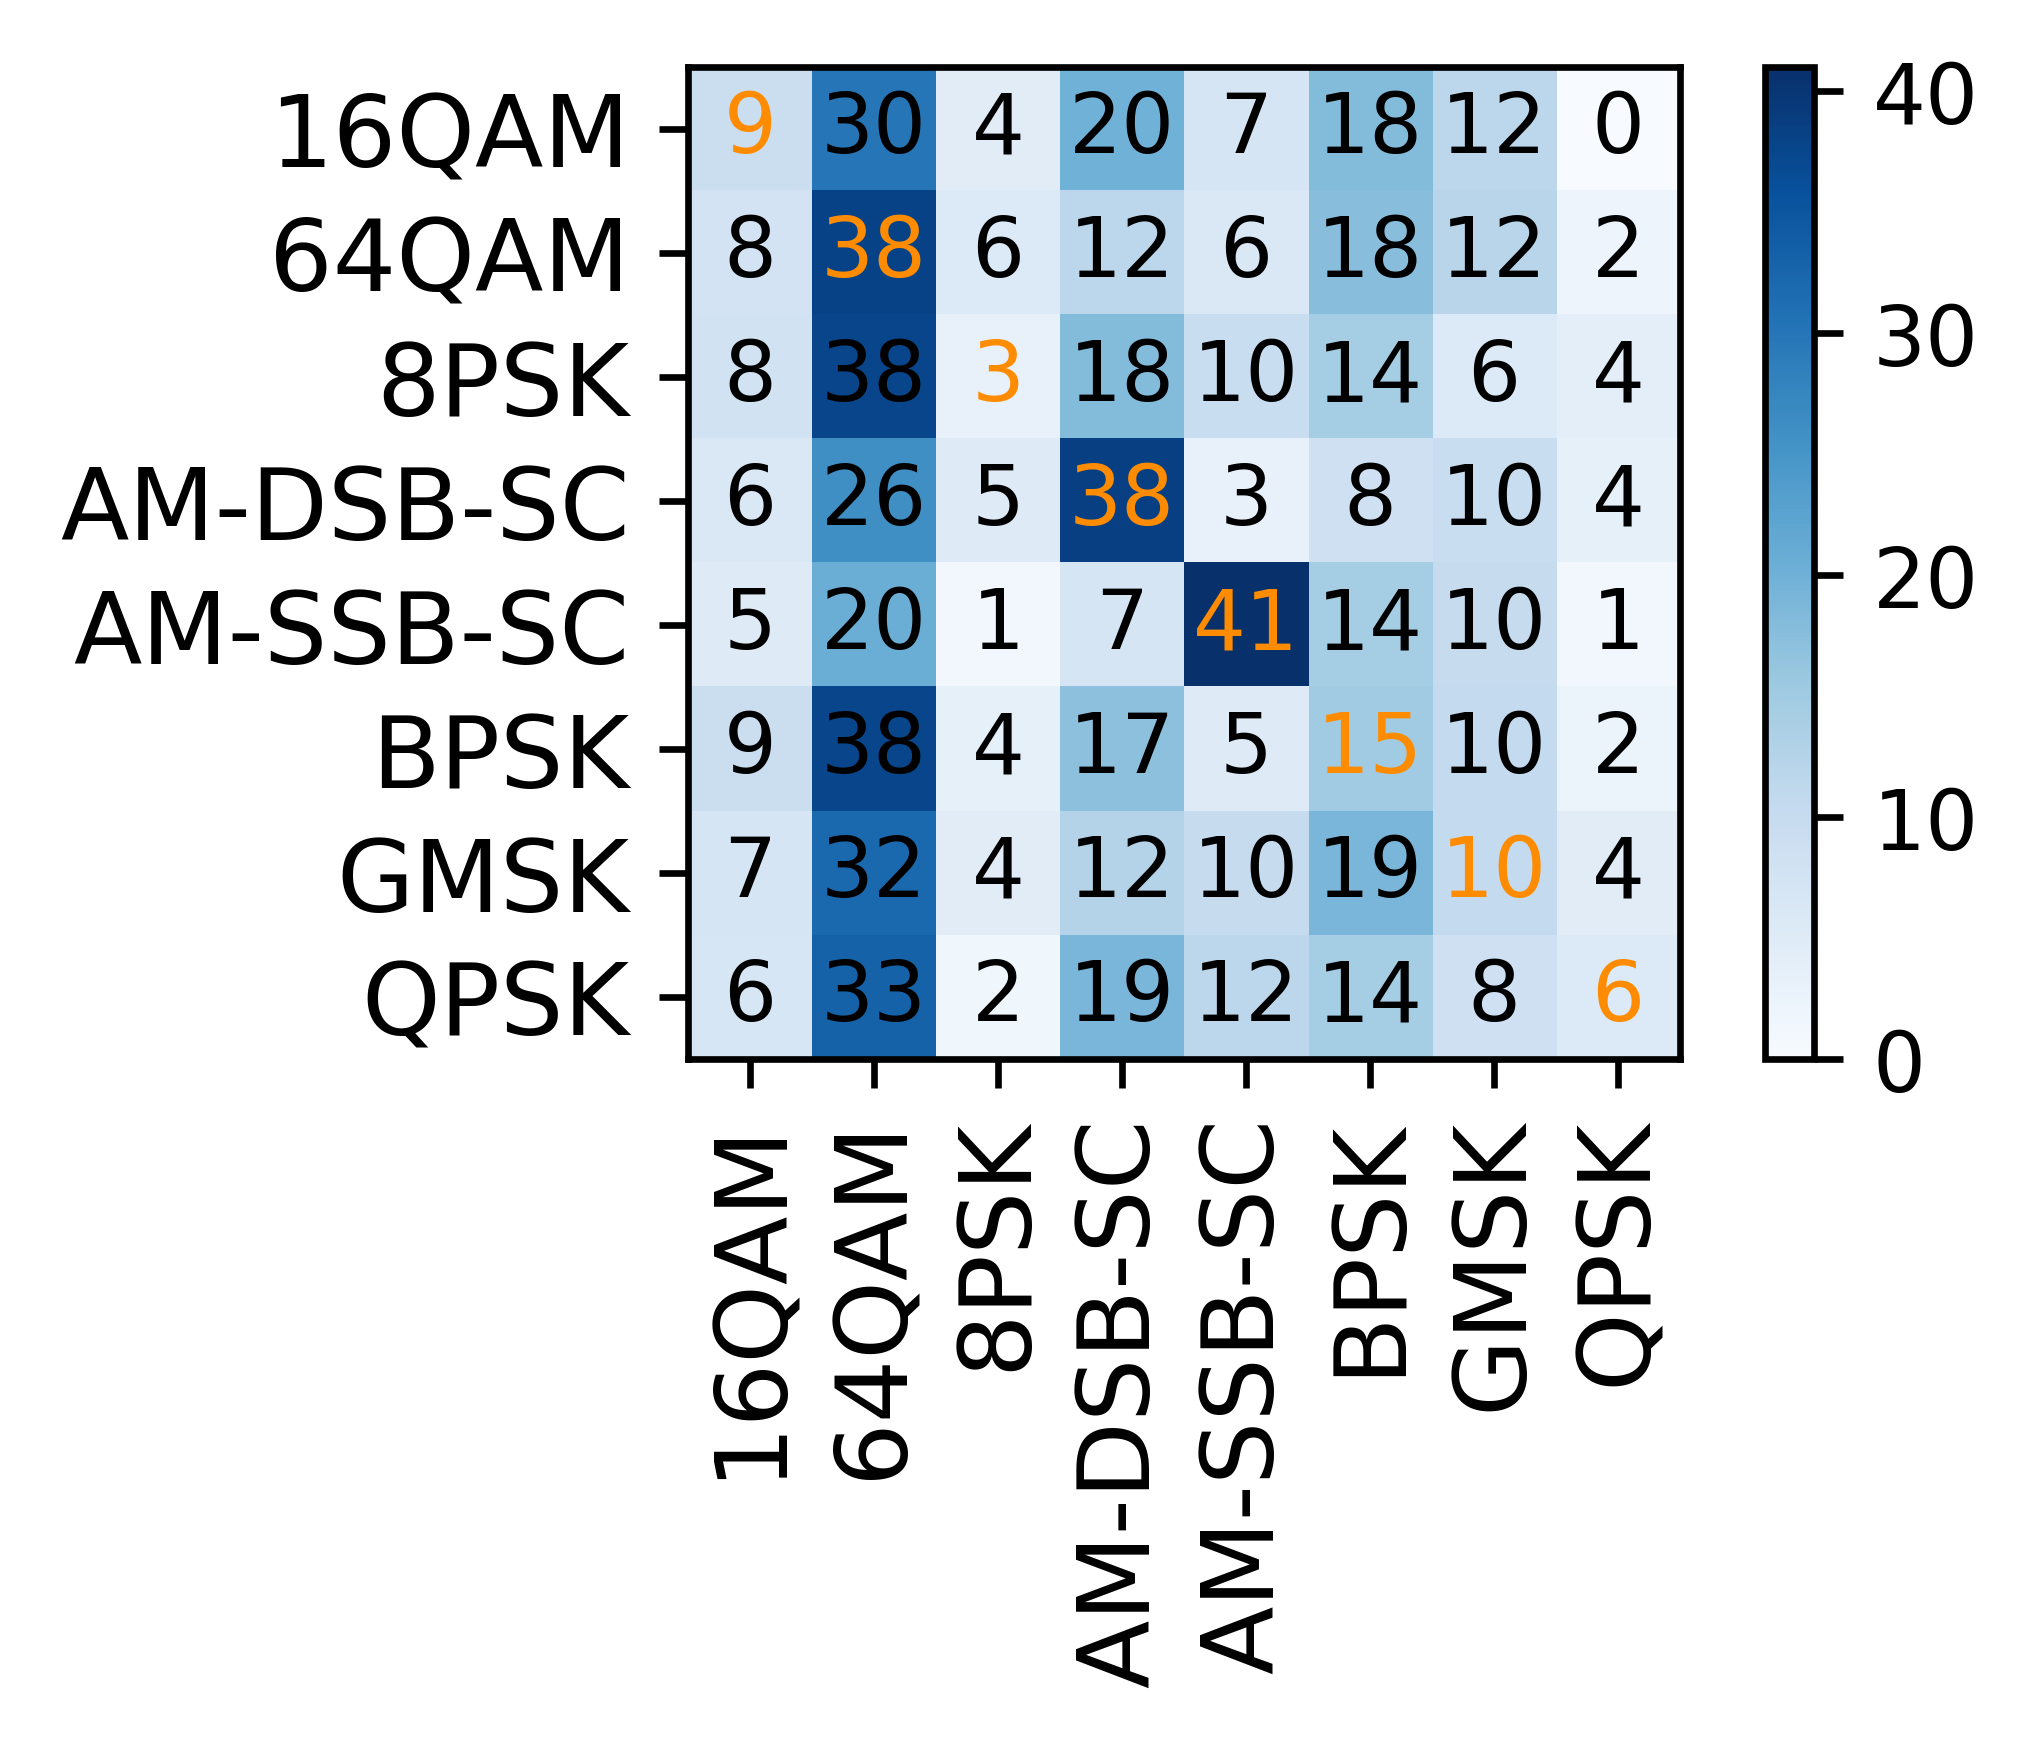 16QAM 9 30 4 20 7 18 12 0
64QAM 8 38 6 12 6 18 12 2
8PSK 8 38 3 18 10 14 6 4
AM-DSB-SC 6 26 5 38 3 8 10 4
AM-SSB-SC 5 20 1 7 41 14 10 1
BPSK 9 38 4 17 5 15 10 2
GMSK 7 32 4 12 10 19 10 4
QPSK 6 33 2 19 12 14 8 6
16QAM
64QAM
8PSK
AM-DSB-SC
AM-SSB-SC
BPSK
GMSK
QPSK
40
30
20
10
0